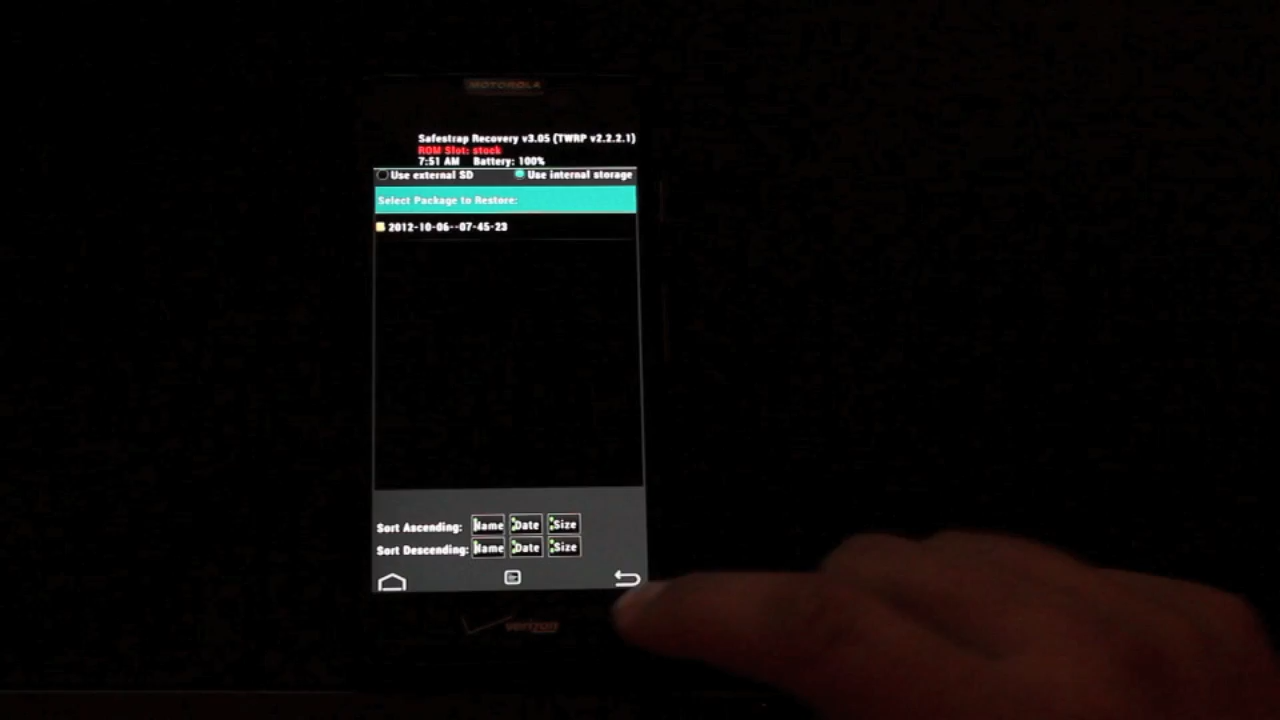 MOTOROLA
Safestrap Recovery v3.05 (TWRP v2.2.2.1)
ROM Slot: stock
7:51 AM Battery: 100%
Use external SD Use internal storage
Select Package to Restore:
2012-10-06--07-45-23
Sort Ascending: Name Date Size
Sort Descending: Name Date Size
verizon